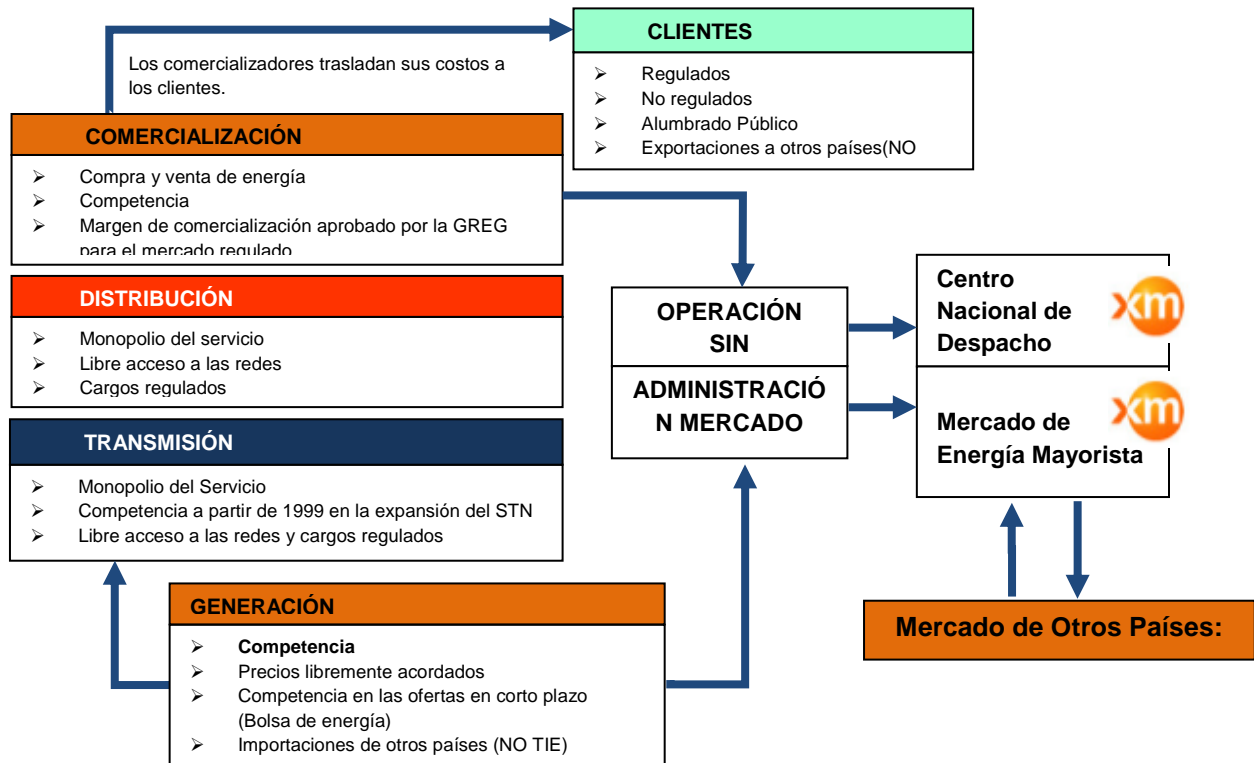 CLIENTES
Regulados
No regulados
Alumbrado Público
Exportaciones a otros países(NO
Los comercializadores trasladan sus costos a
los clientes.
COMERCIALIZACIÓN
Compra y venta de energía
Competencia
Margen de comercialización aprobado por la GREG
para el mercado regulado
DISTRIBUCIÓN
Monopolio del servicio
Libre acceso a las redes
Cargos regulados
TRANSMISIÓN
Monopolio del Servicio
Competencia a partir de 1999 en la expansión del STN
Libre acceso a las redes y cargos regulados
GENERACIÓN
Competencia
Precios libremente acordados
Competencia en las ofertas en corto plazo
(Bolsa de energía)
Importaciones de otros países (NO TIE)
OPERACIÓN
SIN
ADMINISTRACIÓ
N MERCADO
Centro
Nacional de
Despacho
xm
Mercado de
Energía Mayorista
xm
Mercado de Otros Países: